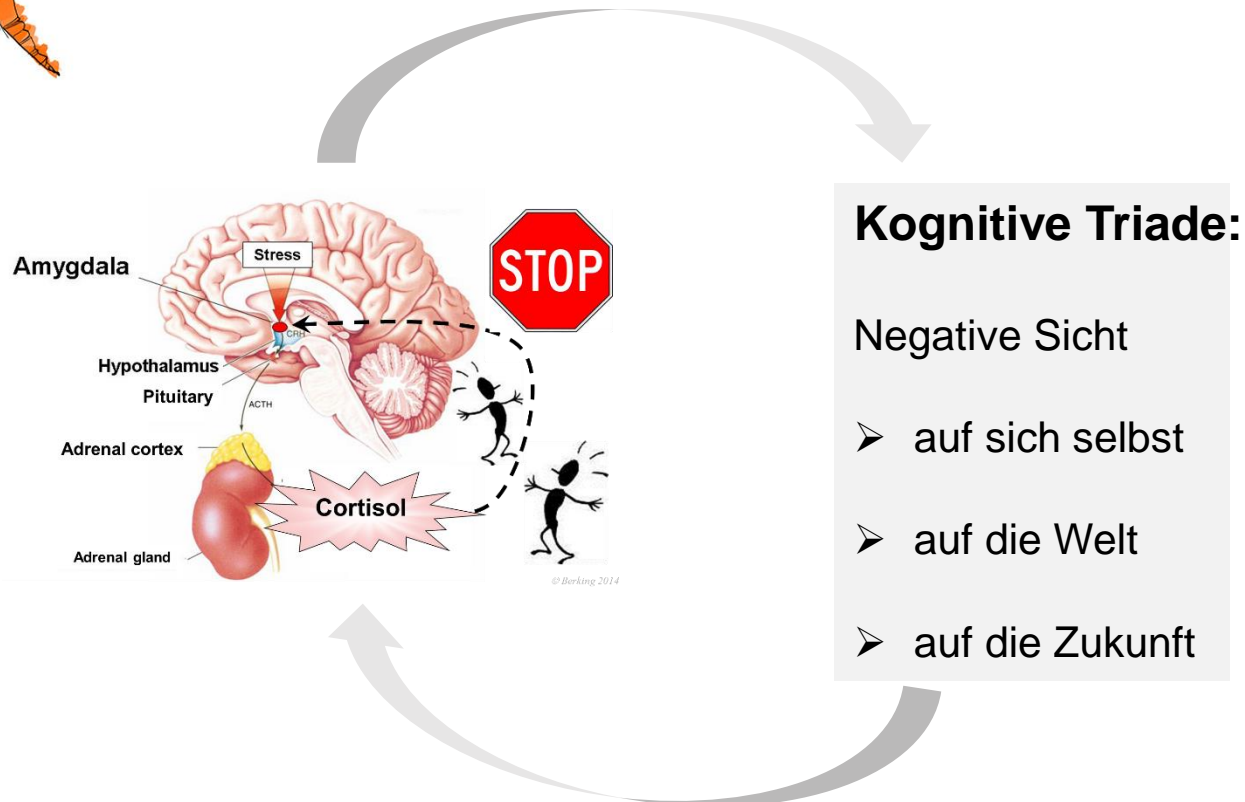 Amygdala
Stress
STOP
CRH
Hypothalamus
Pituitary
ACTH
Adrenal cortex
Cortisol
Adrenal gland
© Berking 2014
Kognitive Triade:
Negative Sicht
➢ auf sich selbst
➢ auf die Welt
➢ auf die Zukunft